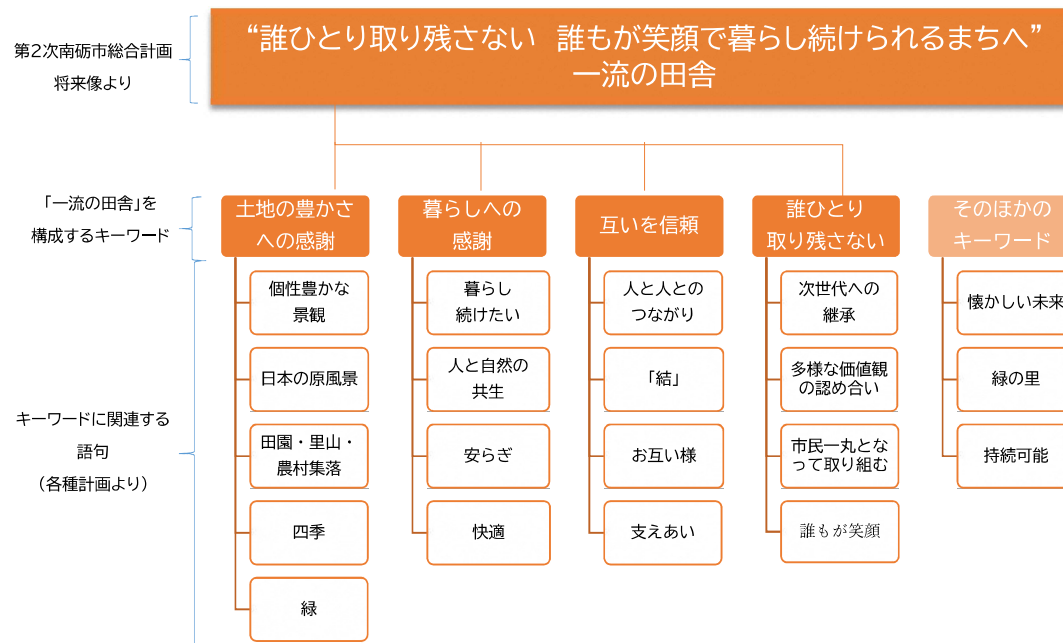 第2次南砺市総合計画
将来像より
“誰ひとり取り残さない 誰もが笑顔で暮らし続けられるまちへ”
一流の田舎
「一流の田舎」を
構成するキーワード
土地の豊かさ
への感謝
暮らしへの
感謝
互いを信頼
誰ひとり
取り残さない
そのほかの
キーワード
キーワードに関連する
語句
（各種計画より）
個性豊かな
景観
日本の原風景
田園・里山・
農村集落
四季
緑
暮らし
続けたい
人と自然の
共生
安らぎ
快適
人と人との
つながり
「結」
お互い様
支えあい
次世代への
継承
多様な価値観
の認め合い
市民一丸とな
って取り組む
誰もが笑顔
懐かしい未来
緑の里
持続可能